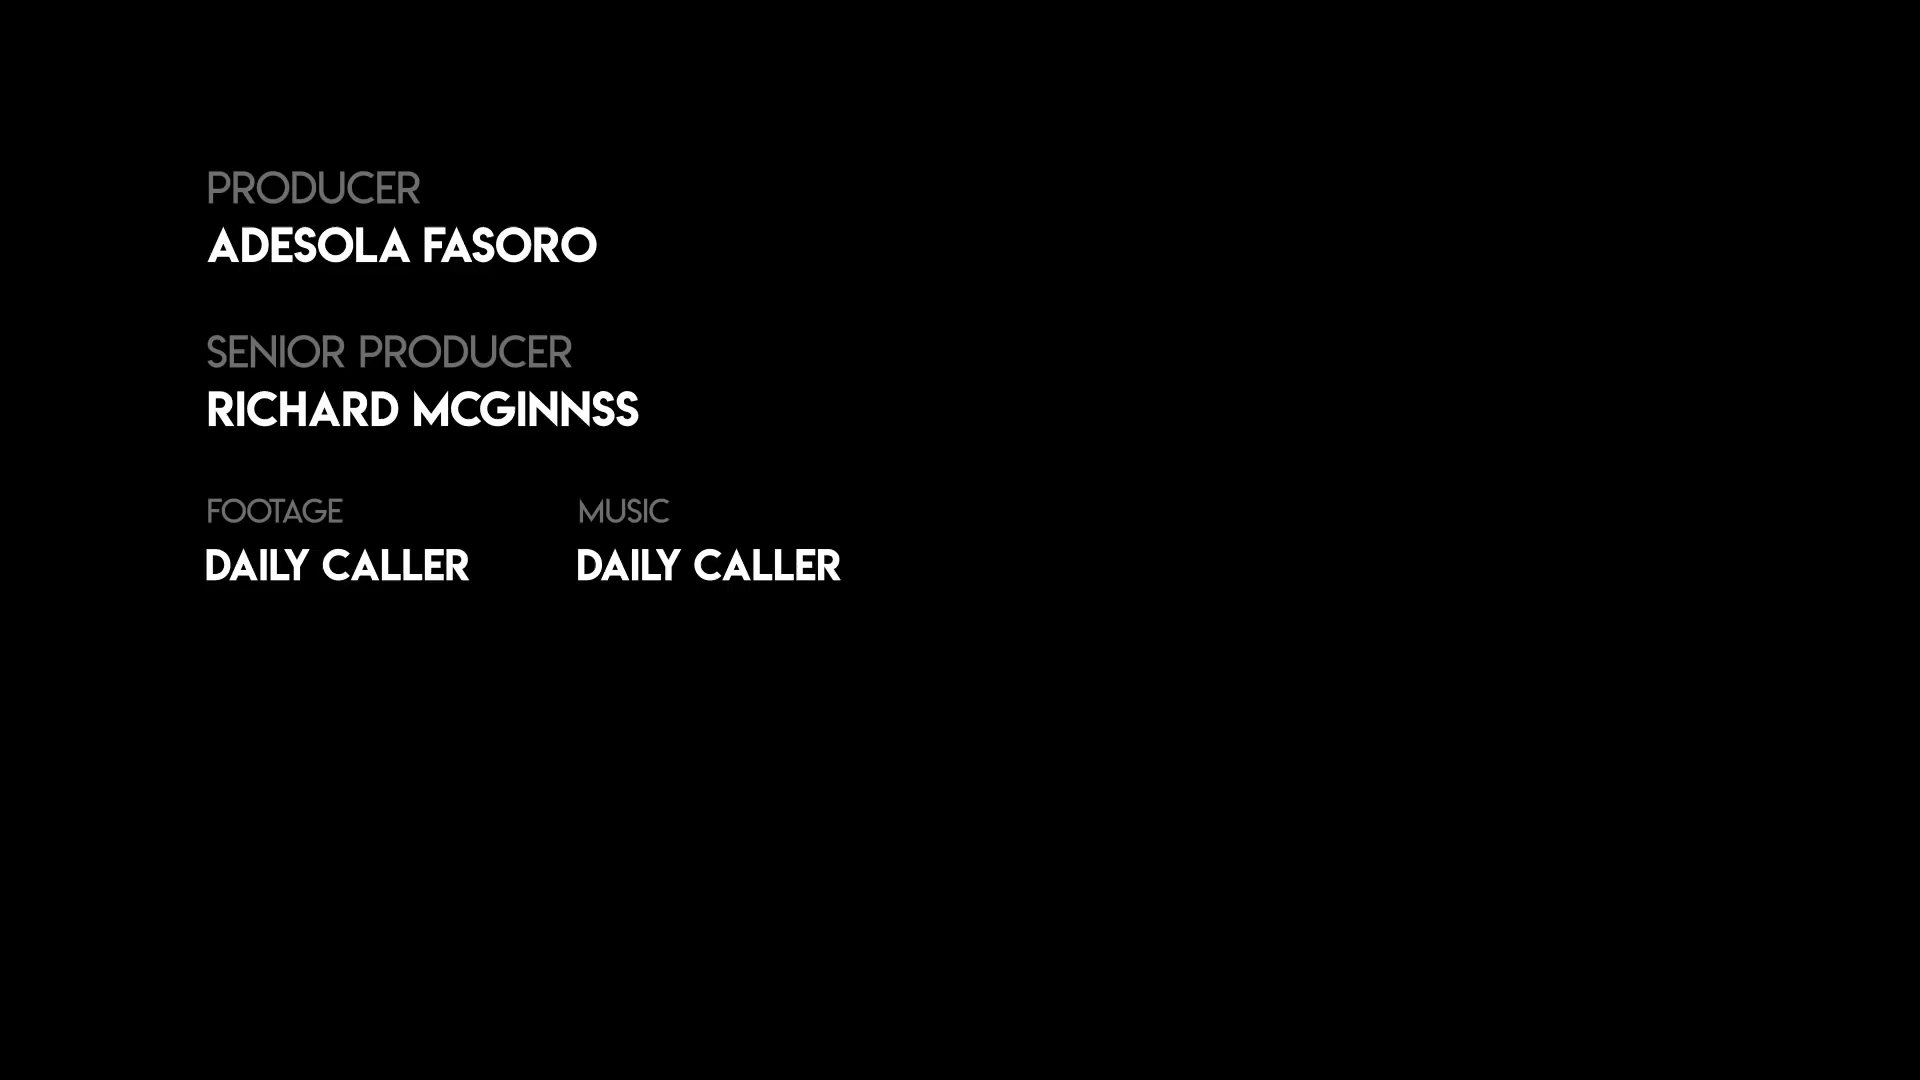 PRODUCER
ADESOLA FASORO
SENIOR PRODUCER
RICHARD MCGINNSS
FOOTAGE
DAILY CALLER
MUSIC
DAILY CALLER